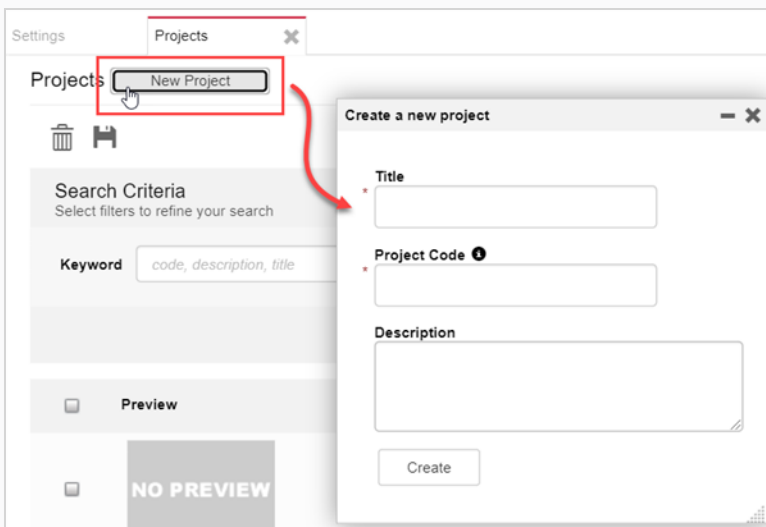 Settings
Projects
Projects
New Project
Search Criteria
Select filters to refine your search
Keyword
code, description, title
Preview
NO PREVIEW
Create a new project
* Title
* Project Code
Description
Create